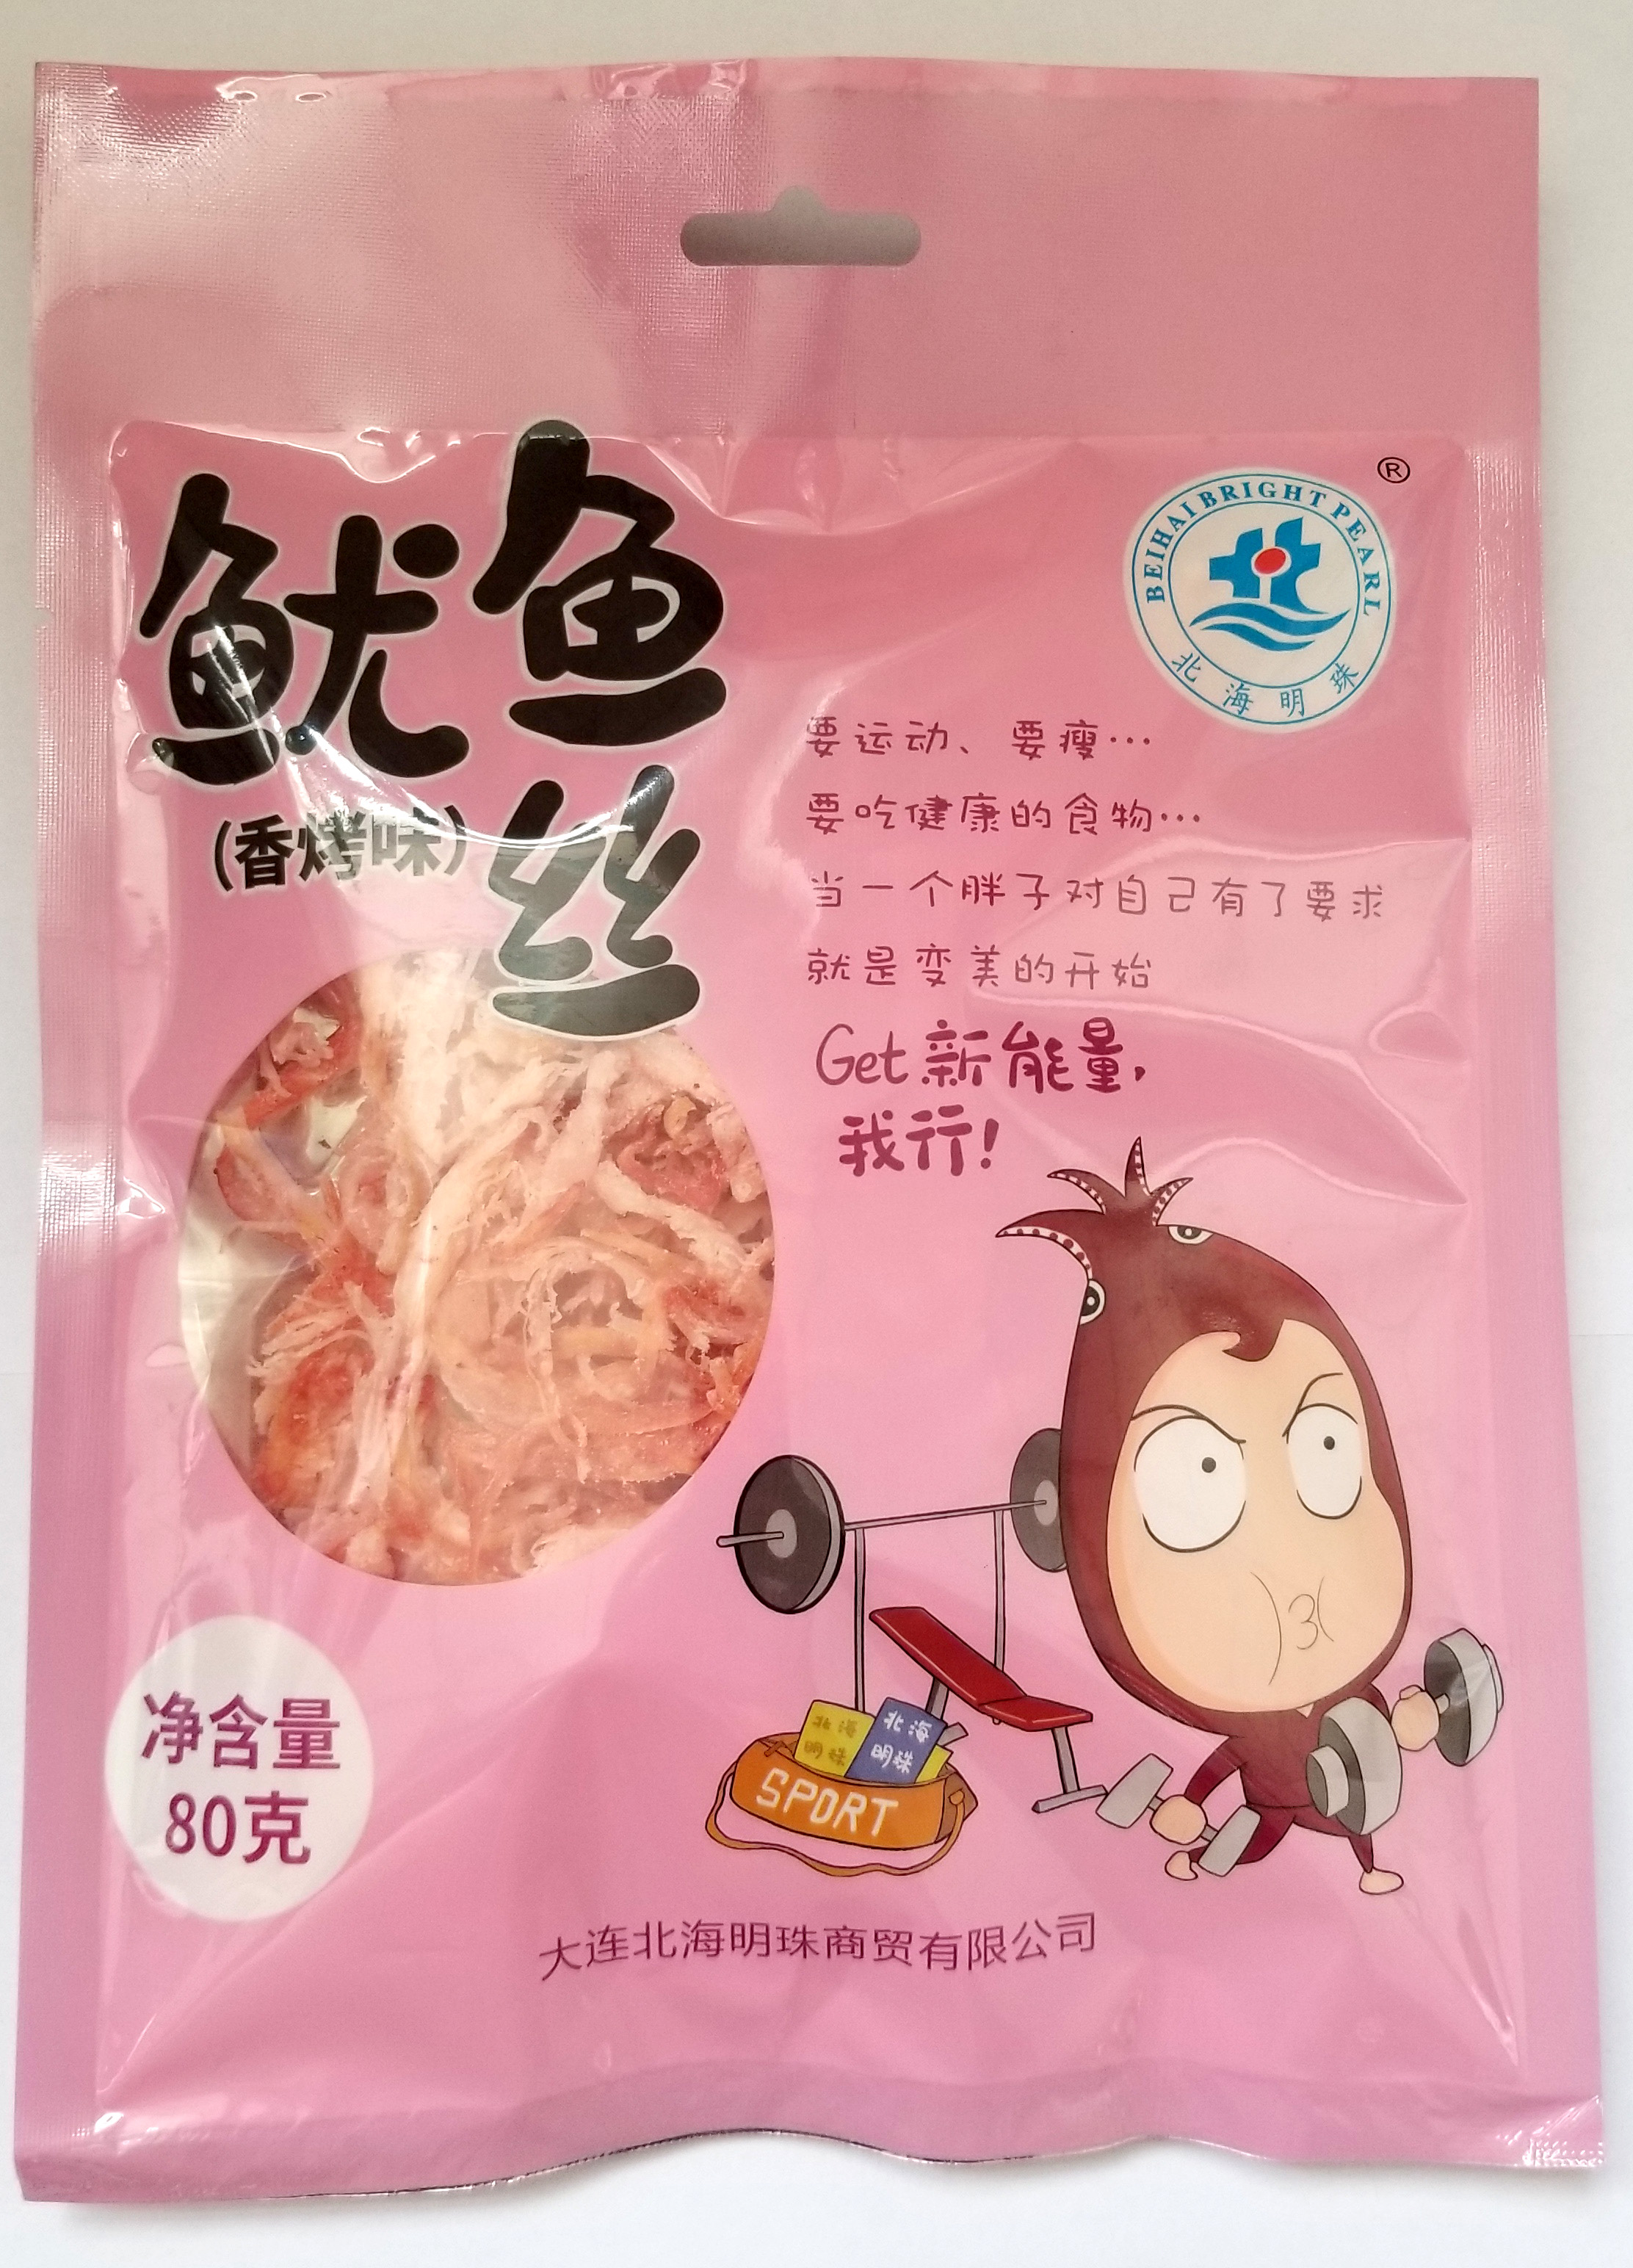 鱿鱼
丝
(香烤味)
BEIHAI BRIGHT PEARL
®
北海明珠
要运动、要瘦…
要吃健康的食物…
当一个胖子对自己有了要求
就是变美的开始
Get新能量,
我行!
北海
明珠
北海
明珠
SPORT
净含量
80克
大连北海明珠商贸有限公司